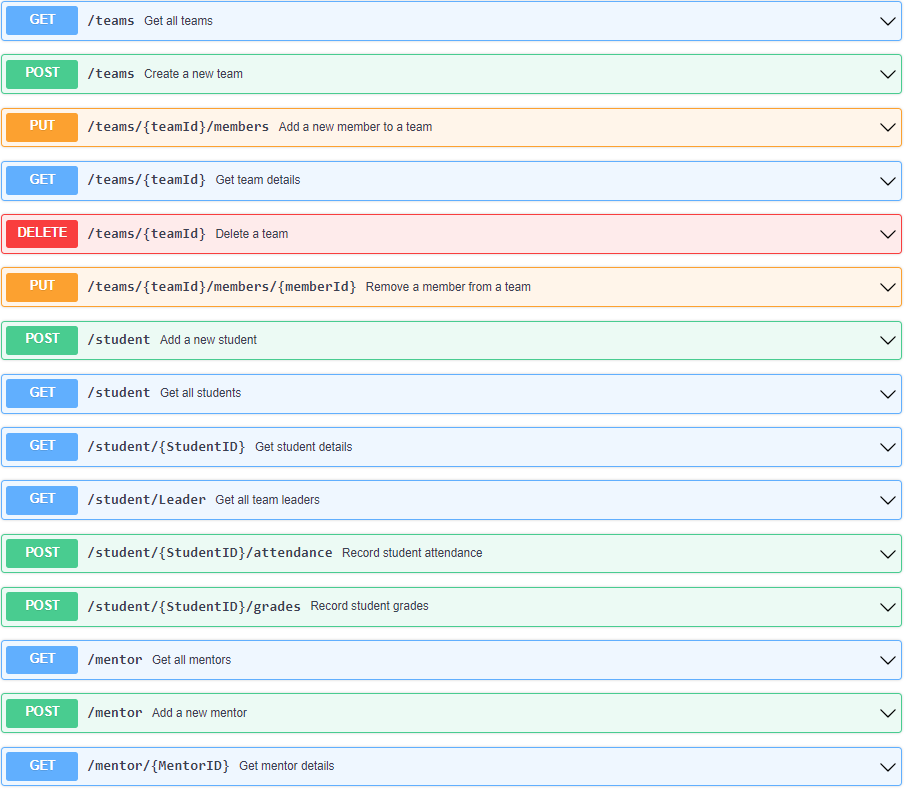 GET /teams Get all teams
POST /teams Create a new team
PUT /teams/{teamId}/members Add a new member to a team
GET /teams/{teamId} Get team details
DELETE /teams/{teamId} Delete a team
PUT /teams/{teamId}/members/{memberId} Remove a member from a team
POST /student Add a new student
GET /student Get all students
GET /student/{StudentID} Get student details
GET /student/Leader Get all team leaders
POST /student/{StudentID}/attendance Record student attendance
POST /student/{StudentID}/grades Record student grades
GET /mentor Get all mentors
POST /mentor Add a new mentor
GET /mentor/{MentorID} Get mentor details